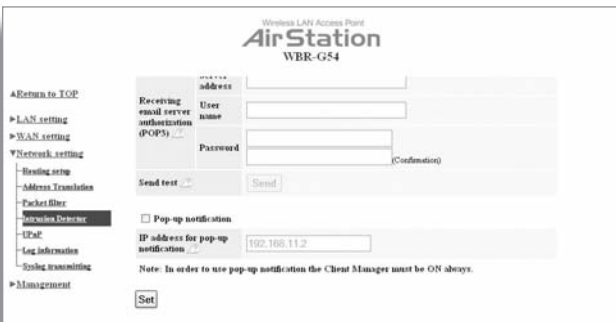 Wireless LAN Access Point
AirStation
WBR-G54
Return to TOP
LAN setting
WAN setting
Network setting
Routing setup
Address Translation
Packet filter
Intrusion Detector
UPnP
Log information
Syslog transmitting
Management
Server
address
Receiving
email server
authorization
(POP3)
User
name
Password
(Confirmation)
Send test
Send
Pop-up notification
IP address for pop-up
notification
192.168.11.2
Note: In order to use pop-up notification the Client Manager must be ON always.
Set